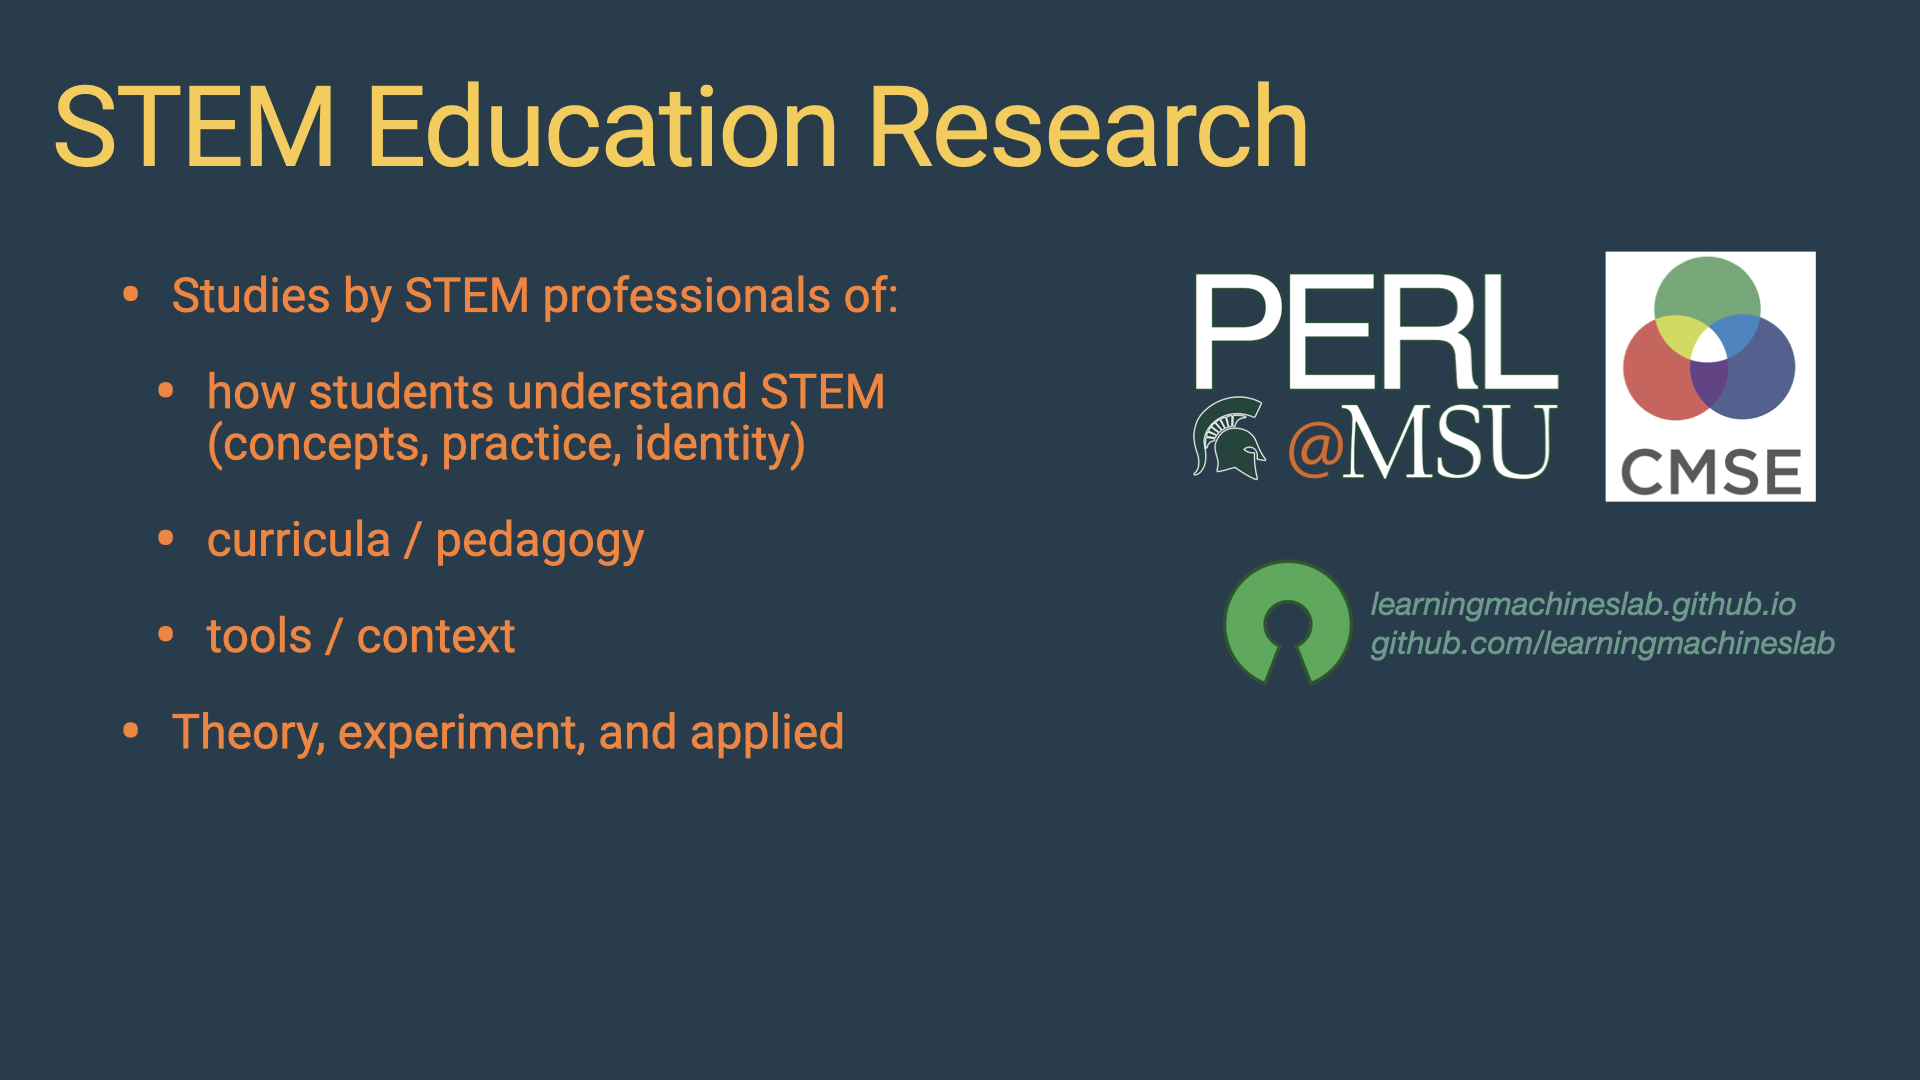 STEM Education Research
• Studies by STEM professionals of:
• how students understand STEM
(concepts, practice, identity)
• curricula / pedagogy
• tools / context
• Theory, experiment, and applied
PERL
@MSU
CMSE
learningmachineslab.github.io
github.com/learningmachineslab